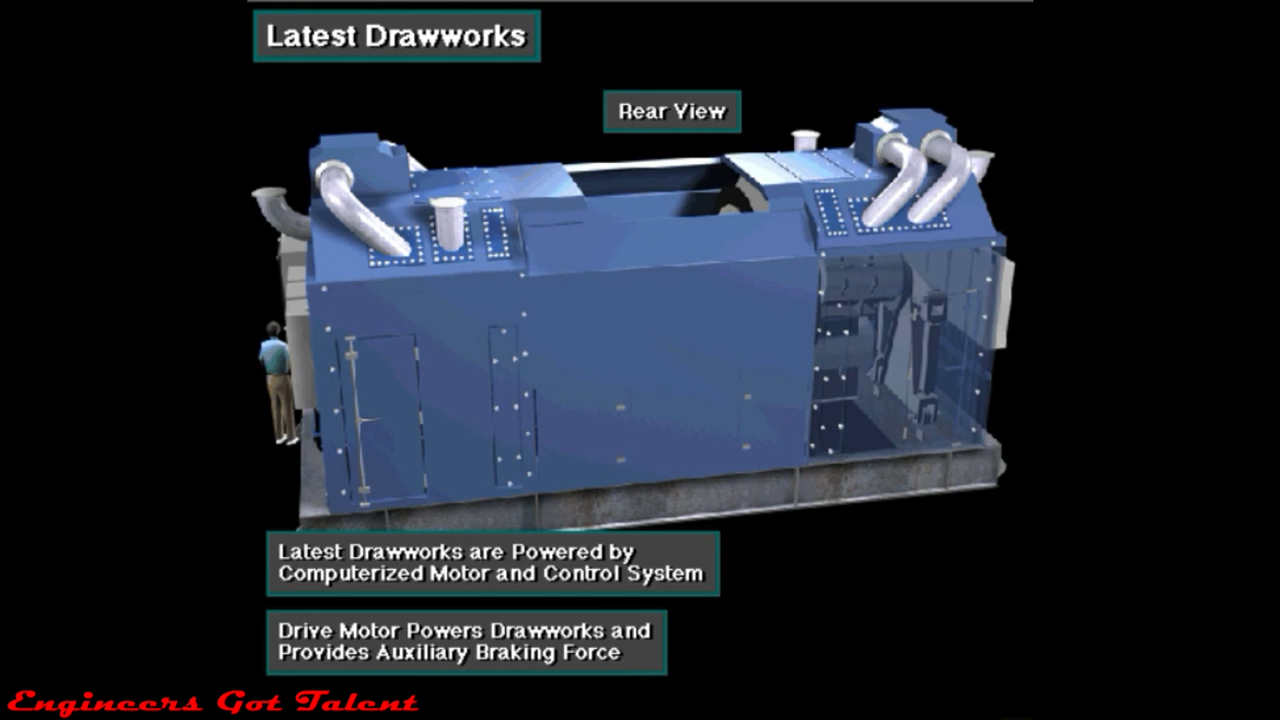 Latest Drawworks
Rear View
Latest Drawworks are Powered by
Computerized Motor and Control System
Drive Motor Powers Drawworks and
Provides Auxiliary Braking Force
Engineers Got Talent